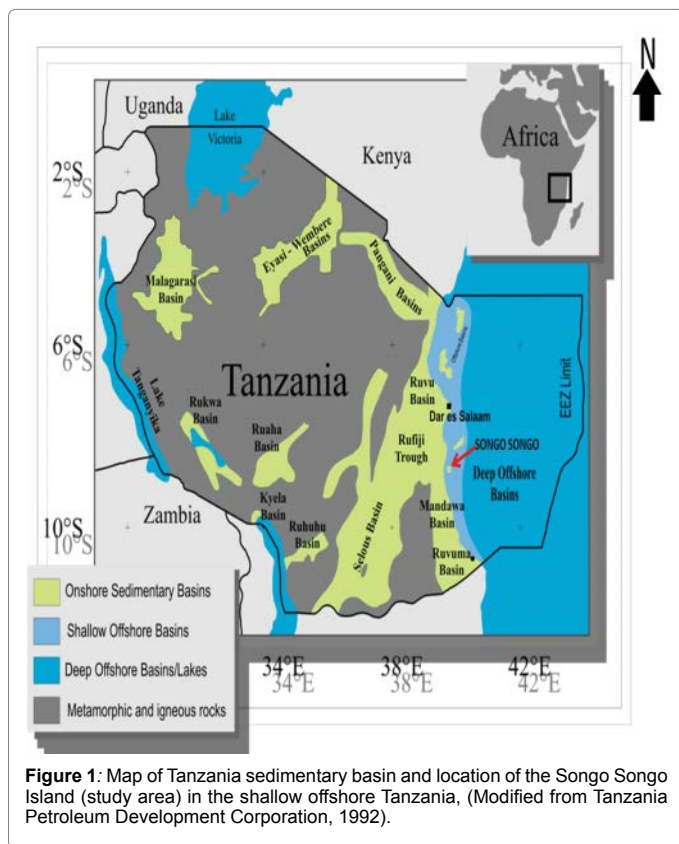 N
Uganda
Lake
Victoria
Kenya
Africa
2°S
2°S
Malagarasi
Basin
Eyasi - Wembere
Basins
Pangani Basins
Offshore Basins
6°S
6°S
Lake
Tanganyika
Tanzania
Ruvu
Basin
Dar es Salaam
EEZ Limit
Rukwa
Basin
Ruaha
Basin
Rufiji
Trough
SONGO SONGO
Deep Offshore
Basins
Zambia
Kyela
Basin
Ruhuhu
Basin
Selous Basin
Mandawa
Basin
Ruvuma
Basin
10°S
10°S
Onshore Sedimentary Basins
Shallow Offshore Basins
Deep Offshore Basins/Lakes
Metamorphic and igneous rocks
34°E
34°E
38°E
38°E
42°E
42°E
Figure 1: Map of Tanzania sedimentary basin and location of the Songo Songo
Island (study area) in the shallow offshore Tanzania, (Modified from Tanzania
Petroleum Development Corporation, 1992).